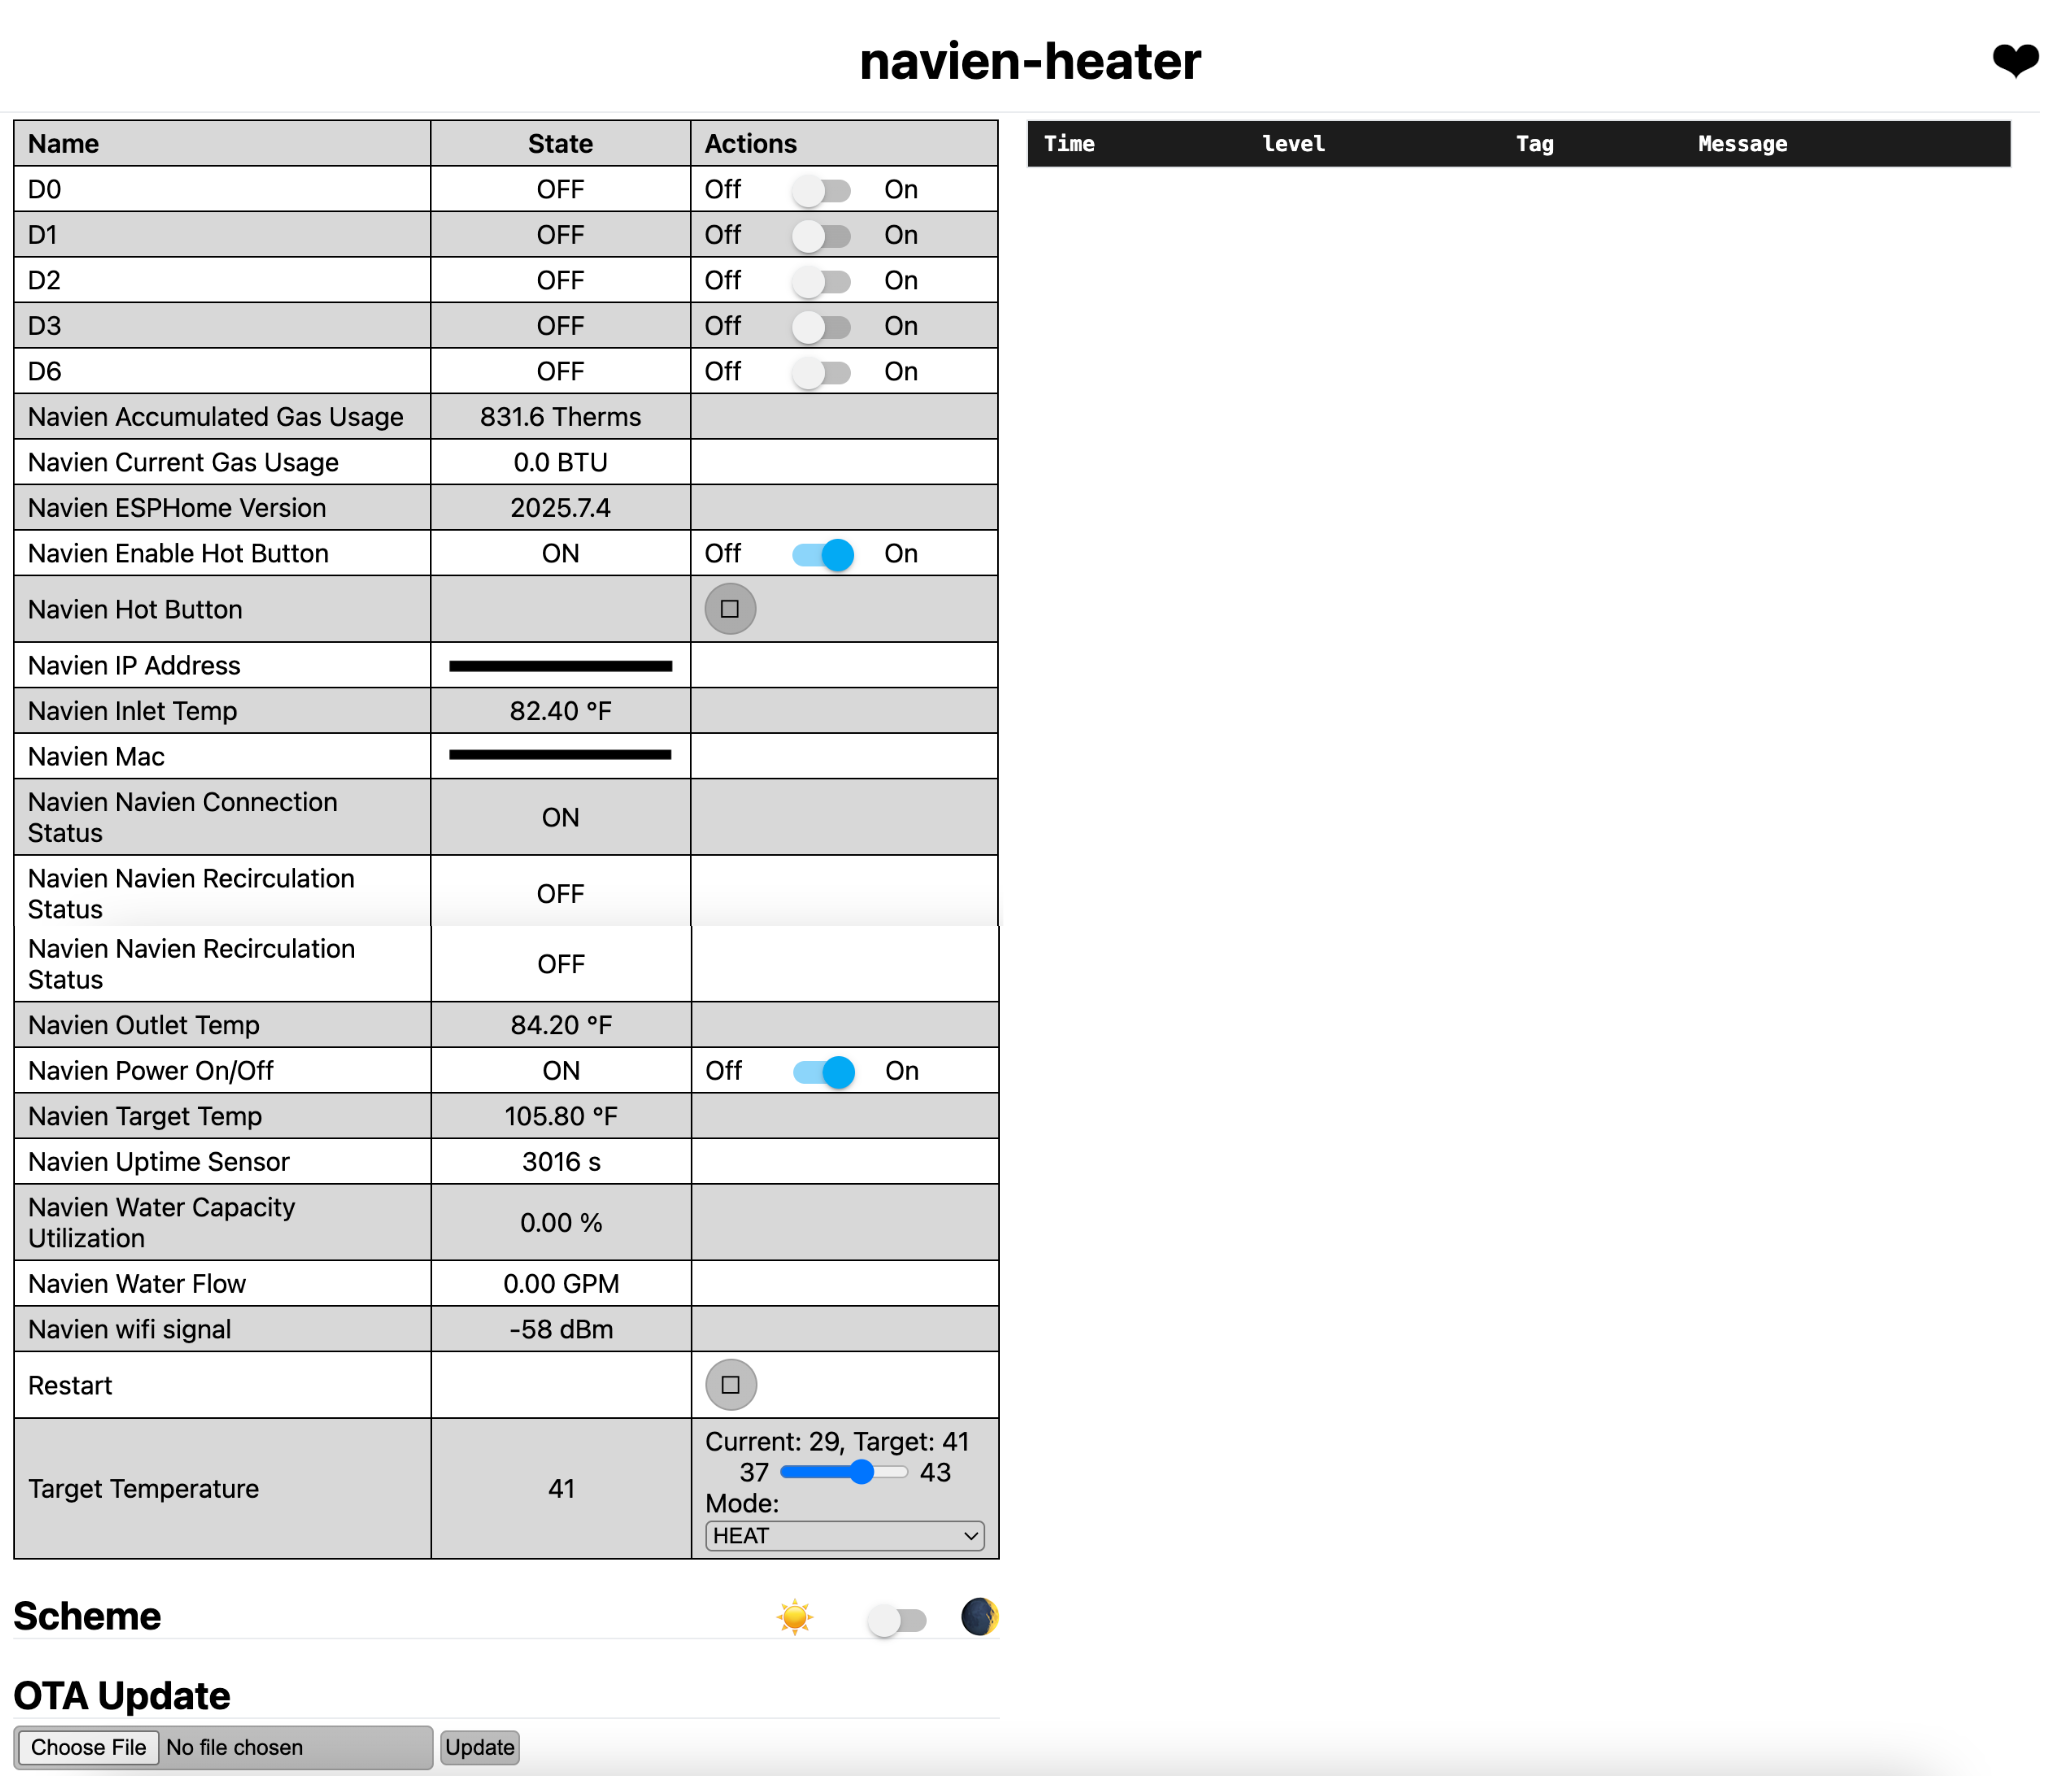 navien-heater ❤
Name State Actions
D0 OFF Off On
D1 OFF Off On
D2 OFF Off On
D3 OFF Off On
D6 OFF Off On
Navien Accumulated Gas Usage 831.6 Therms
Navien Current Gas Usage 0.0 BTU
Navien ESPHome Version 2025.7.4
Navien Enable Hot Button ON Off On
Navien Hot Button ☐
Navien IP Address
Navien Inlet Temp 82.40 °F
Navien Mac
Navien Navien Connection
Status ON
Navien Navien Recirculation
Status OFF
Navien Navien Recirculation
Status OFF
Navien Outlet Temp 84.20 °F
Navien Power On/Off ON Off On
Navien Target Temp 105.80 °F
Navien Uptime Sensor 3016 s
Navien Water Capacity
Utilization 0.00 %
Navien Water Flow 0.00 GPM
Navien wifi signal -58 dBm
Restart ☐
Target Temperature 41
Current: 29, Target: 41
37 43
Mode:
HEAT
Scheme ☀️ 🌒
OTA Update
Choose File No file chosen Update
Time level Tag Message